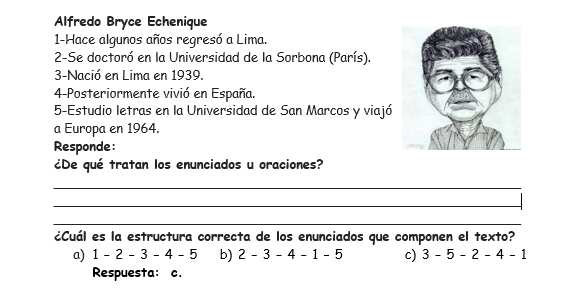 Alfredo Bryce Echenique
1-Hace algunos años regresó a Lima.
2-Se doctoró en la Universidad de la Sorbona (París).
3-Nació en Lima en 1939.
4-Posteriormente vivió en España.
5-Estudio letras en la Universidad de San Marcos y viajó
a Europa en 1964.
Responde:
¿De qué tratan los enunciados u oraciones?
¿Cuál es la estructura correcta de los enunciados que componen el texto?
a) 1 - 2 - 3 - 4 - 5 b) 2 - 3 - 4 - 1 - 5 c) 3 - 5 - 2 - 4 - 1
Respuesta: c.